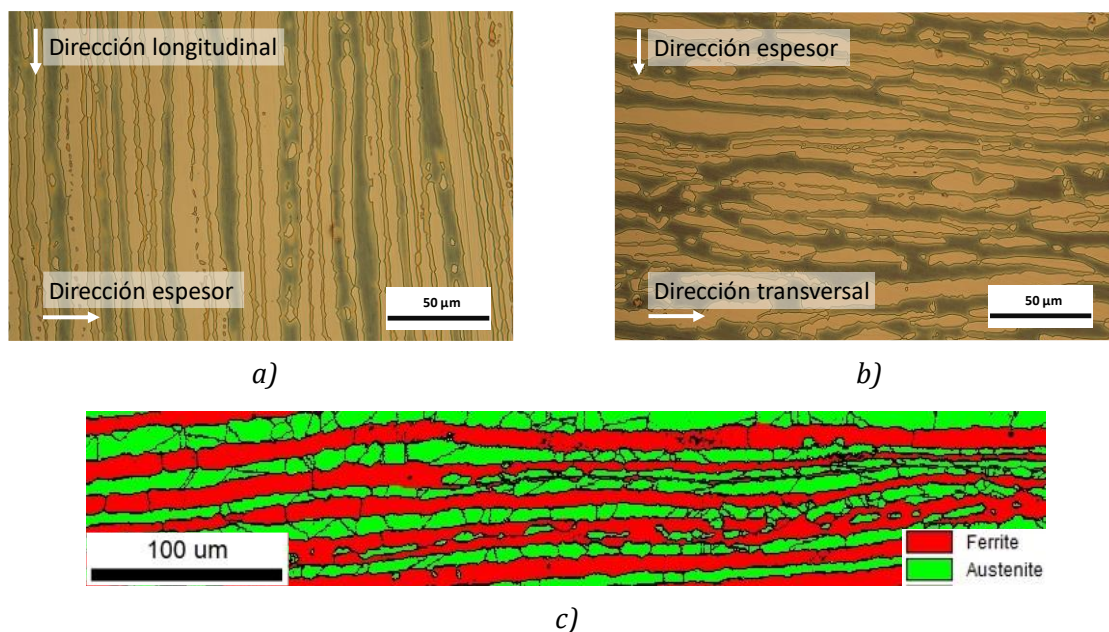 Dirección longitudinal
Dirección espesor
50 µm
Dirección espesor
Dirección transversal
50 µm
a)
b)
100 um
Ferrite
Austenite
c)